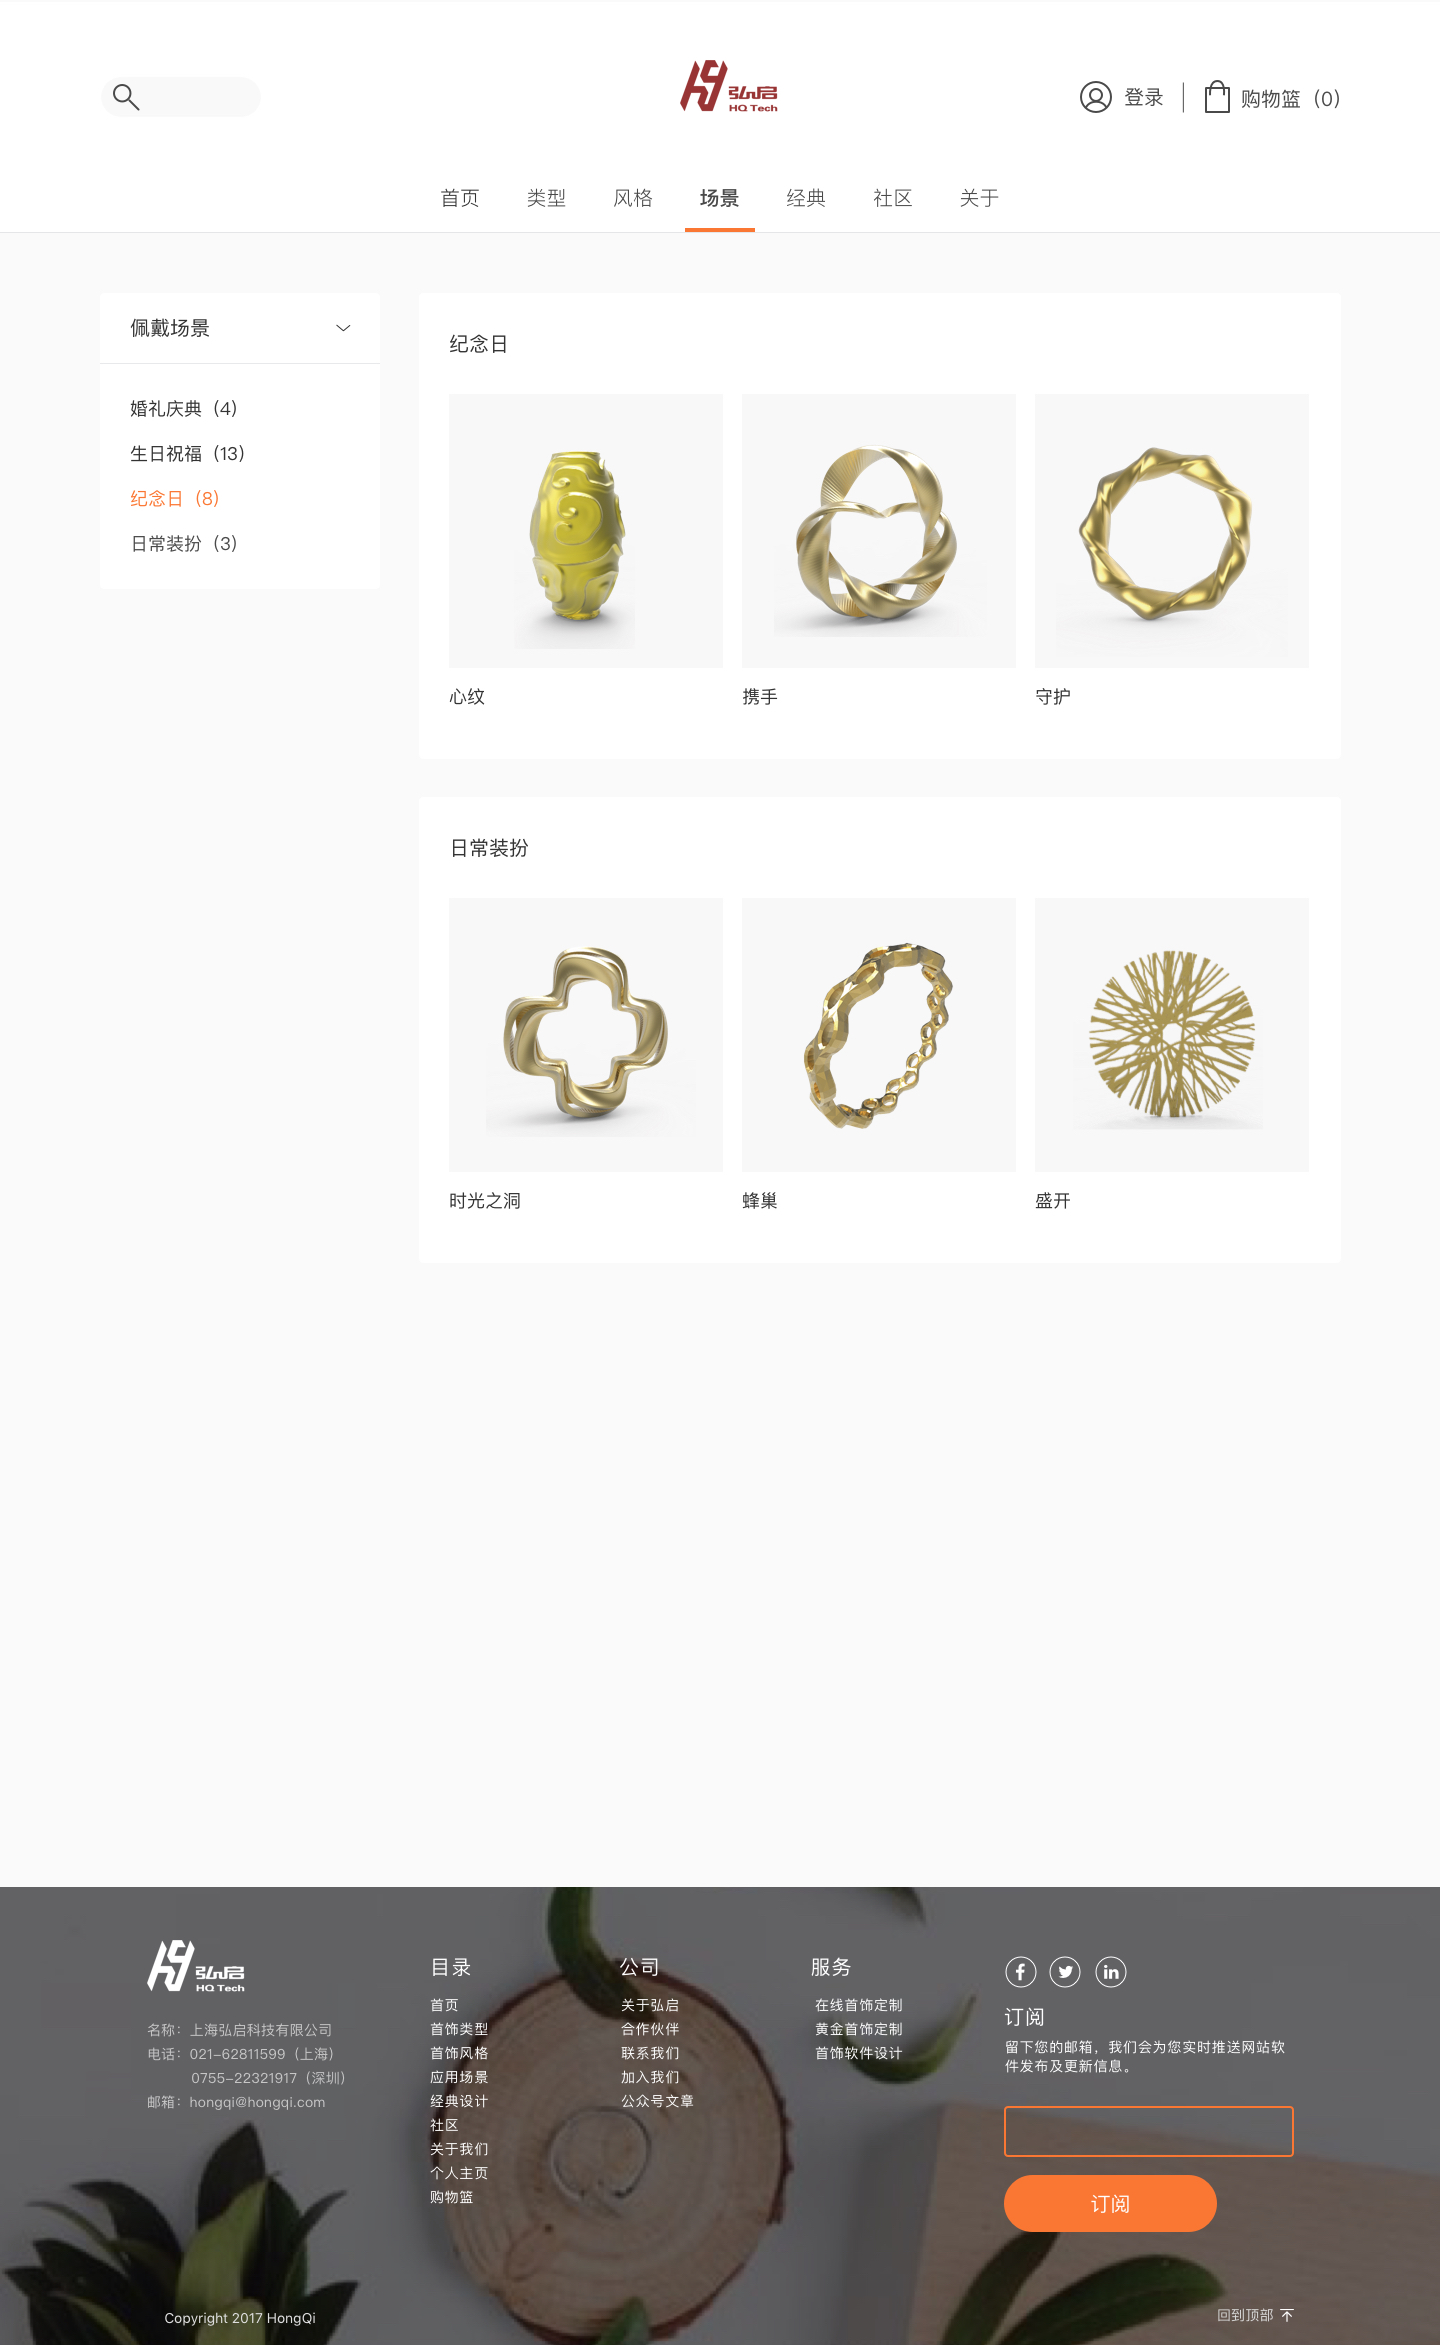 弘启
HQ Tech
登录
购物篮（0）
首页 类型 风格 场景 经典 社区 关于
佩戴场景
婚礼庆典（4）
生日祝福（13）
纪念日（8）
日常装扮（3）
纪念日
心纹 携手 守护
日常装扮
时光之洞 蜂巢 盛开
弘启
HQ Tech
名称：上海弘启科技有限公司
电话：021-62811599（上海）
0755-22321917（深圳）
邮箱：hongqi@hongqi.com
目录
首页
首饰类型
首饰风格
应用场景
经典设计
社区
关于我们
个人主页
购物篮
公司
关于弘启
合作伙伴
联系我们
加入我们
公众号文章
服务
在线首饰定制
黄金首饰定制
首饰软件设计
f in
订阅
留下您的邮箱，我们会为您实时推送网站软
件发布及更新信息。
订阅
Copyright 2017 HongQi
回到顶部